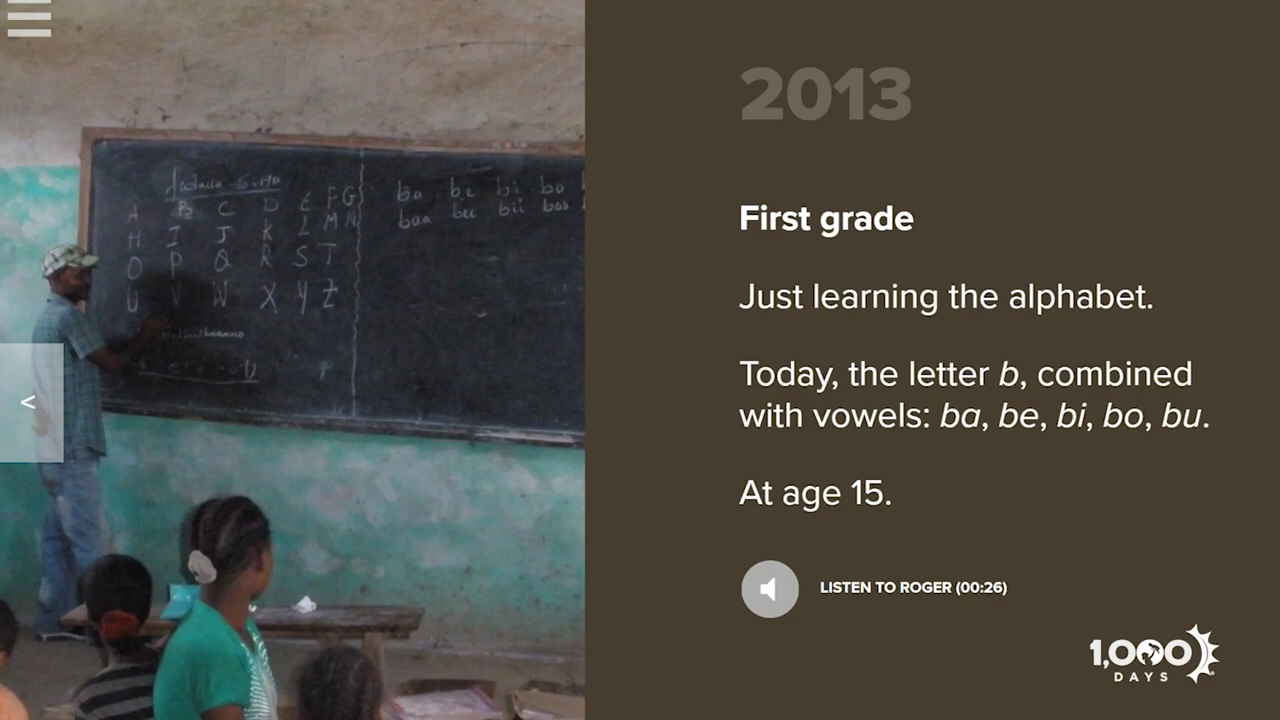 A B C D E F G
H I J K L M N
O P Q R S T
U V W X Y Z
ba be bi bo
baa bee bii boo
<
2013
First grade
Just learning the alphabet.
Today, the letter b, combined
with vowels: ba, be, bi, bo, bu.
At age 15.
LISTEN TO ROGER (00:26)
1,000
DAYS